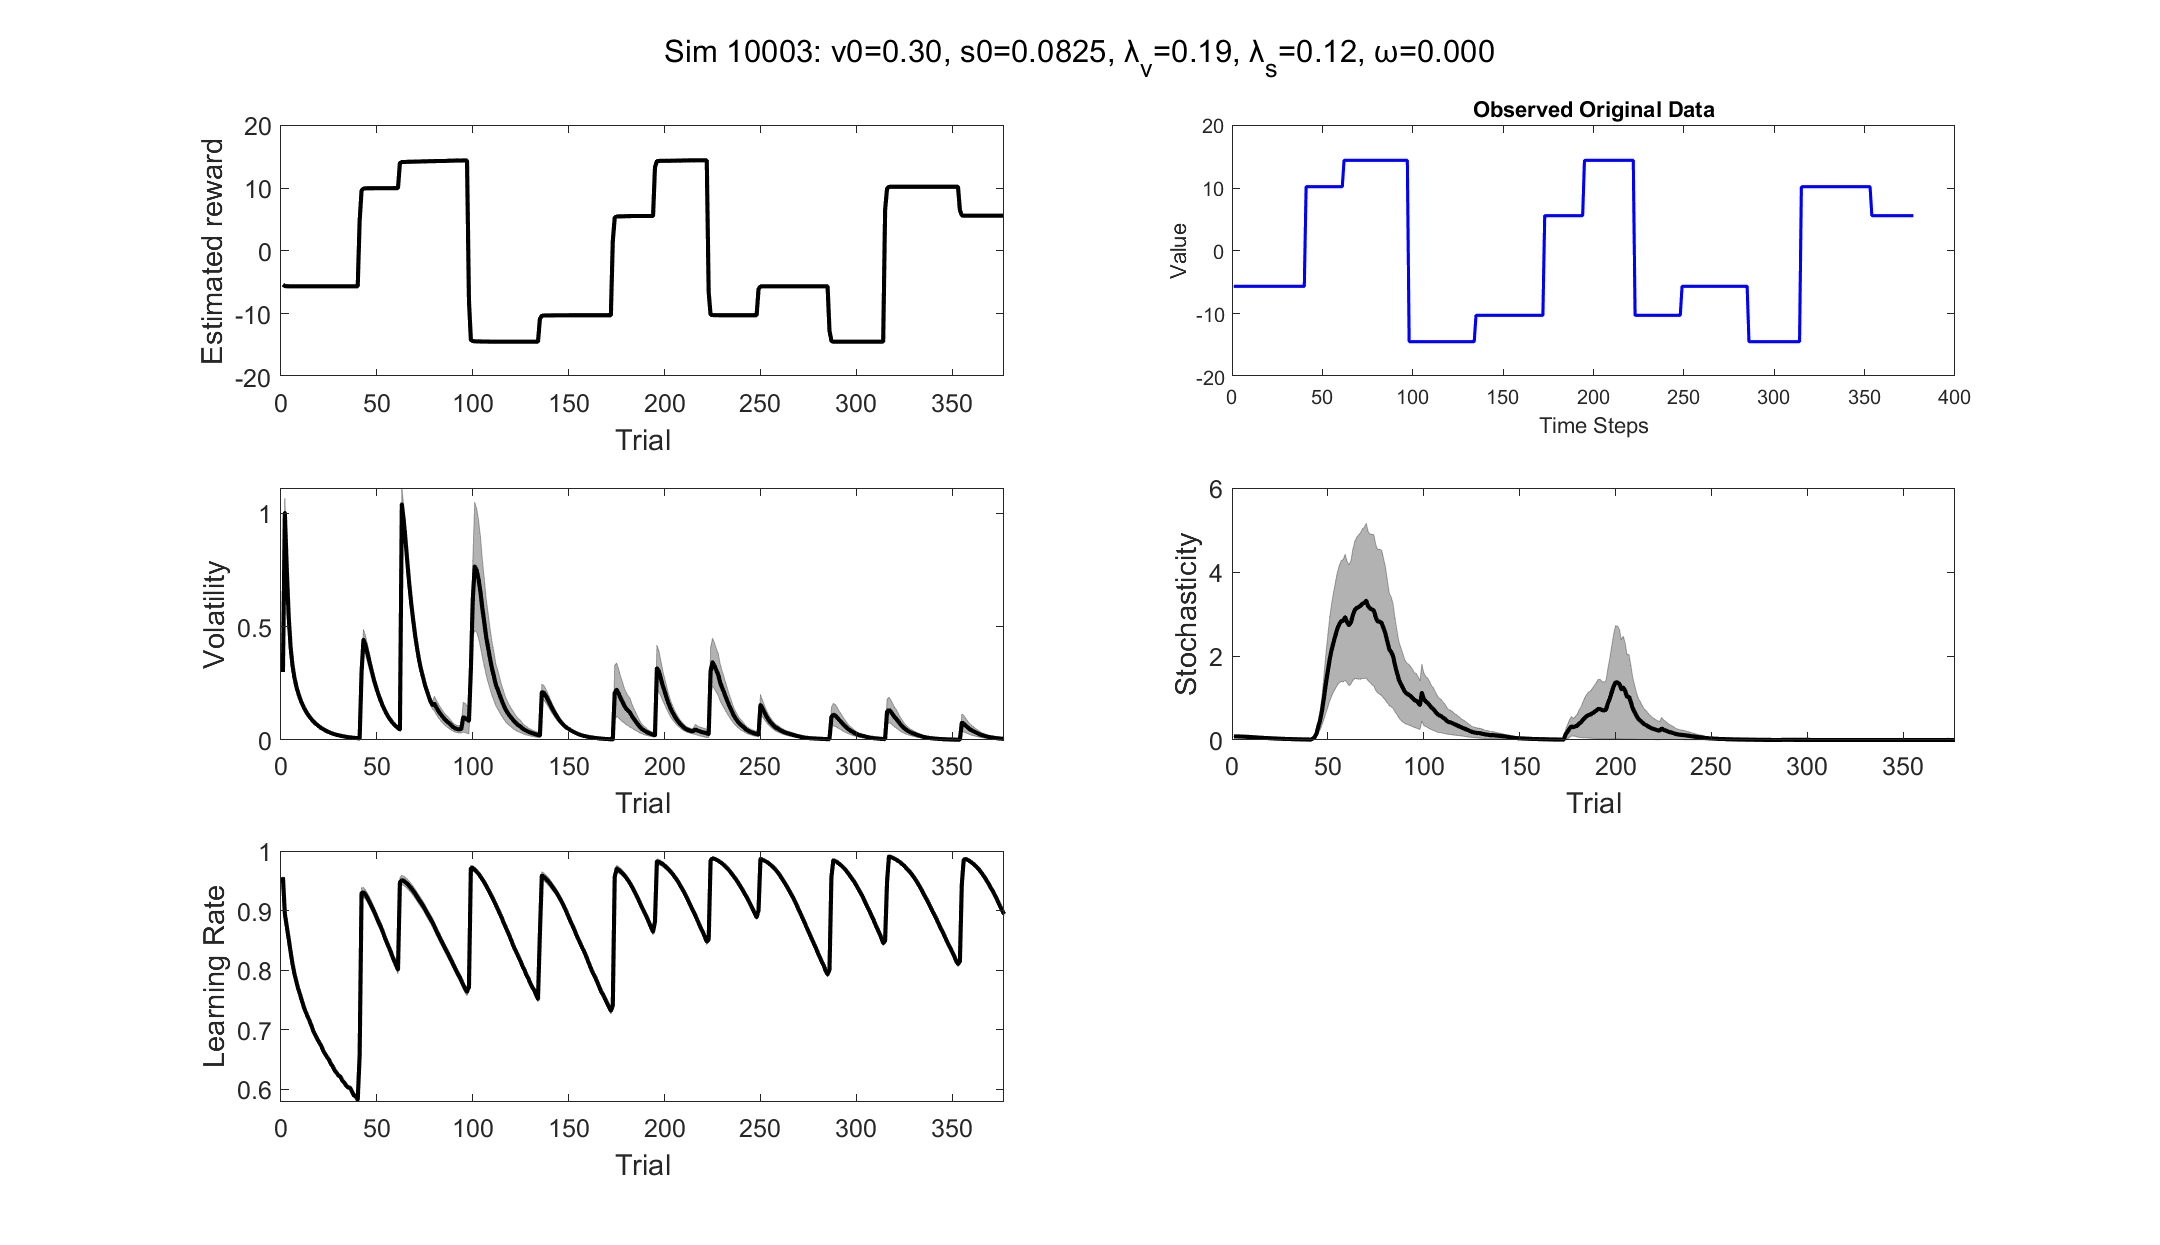 Sim 10003: v0=0.30, s0=0.0825, λ_v=0.19, λ_s=0.12, ω=0.000
Estimated reward
20
10
0
-10
-20
0 50 100 150 200 250 300 350
Trial
Observed Original Data
Value
20
10
0
-10
-20
0 50 100 150 200 250 300 350 400
Time Steps
Volatility
1
0.5
0
0 50 100 150 200 250 300 350
Trial
Stochasticity
6
4
2
0
0 50 100 150 200 250 300 350
Trial
Learning Rate
1
0.9
0.8
0.7
0.6
0 50 100 150 200 250 300 350
Trial